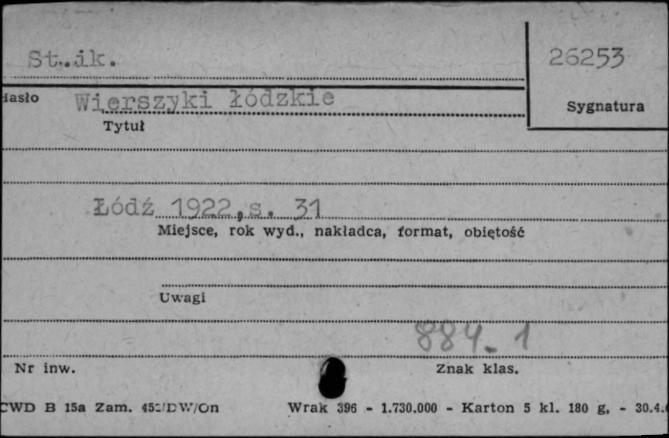 St..ik.
26253
Hasło Wierszyki Łódzkie
Sygnatura
Tytuł
Łódź 1922, s. 31
Miejsce, rok wyd., nakładca, format, obiętość
Uwagi
884.1
Nr inw.
Znak klas.
CWD B 15a Zam. 452/DW/On Wrak 396 - 1.730.000 - Karton 5 kl. 180 g, - 30.4.